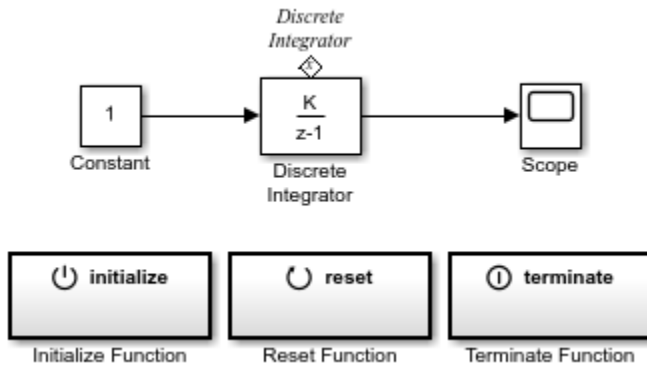 Discrete
Integrator
x
1
K
z-1
Constant
Discrete
Integrator
Scope
initialize
reset
terminate
Initialize Function
Reset Function
Terminate Function